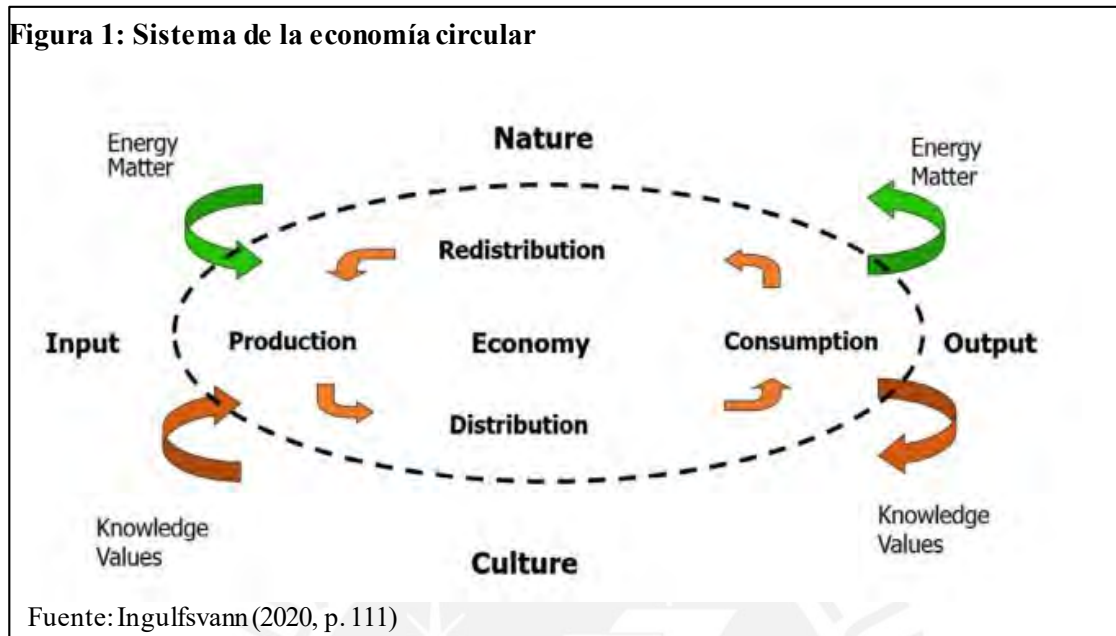 Figura 1: Sistema de la economía circular
Energy
Matter
Nature
Energy
Matter
Redistribution
Input
Production
Economy
Consumption
Output
Distribution
Knowledge
Values
Culture
Knowledge
Values
Fuente: Ingulfsvann (2020, p. 111)